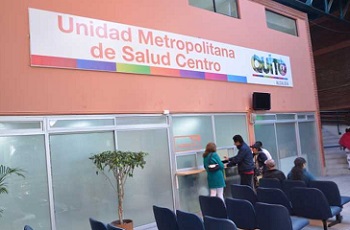 Unidad Metropolitana
de Salud Centro
QUITO